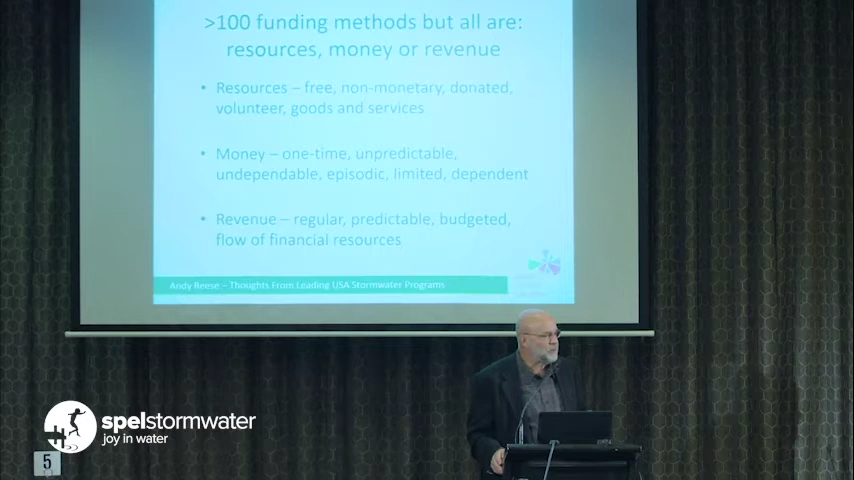 >100 funding methods but all are:
resources, money or revenue
• Resources – free, non-monetary, donated,
volunteer, goods and services
• Money – one-time, unpredictable,
undependable, episodic, limited, dependent
• Revenue – regular, predictable, budgeted,
flow of financial resources
Andy Reese – Thoughts From Leading USA Stormwater Programs
spelstormwater
joy in water
5